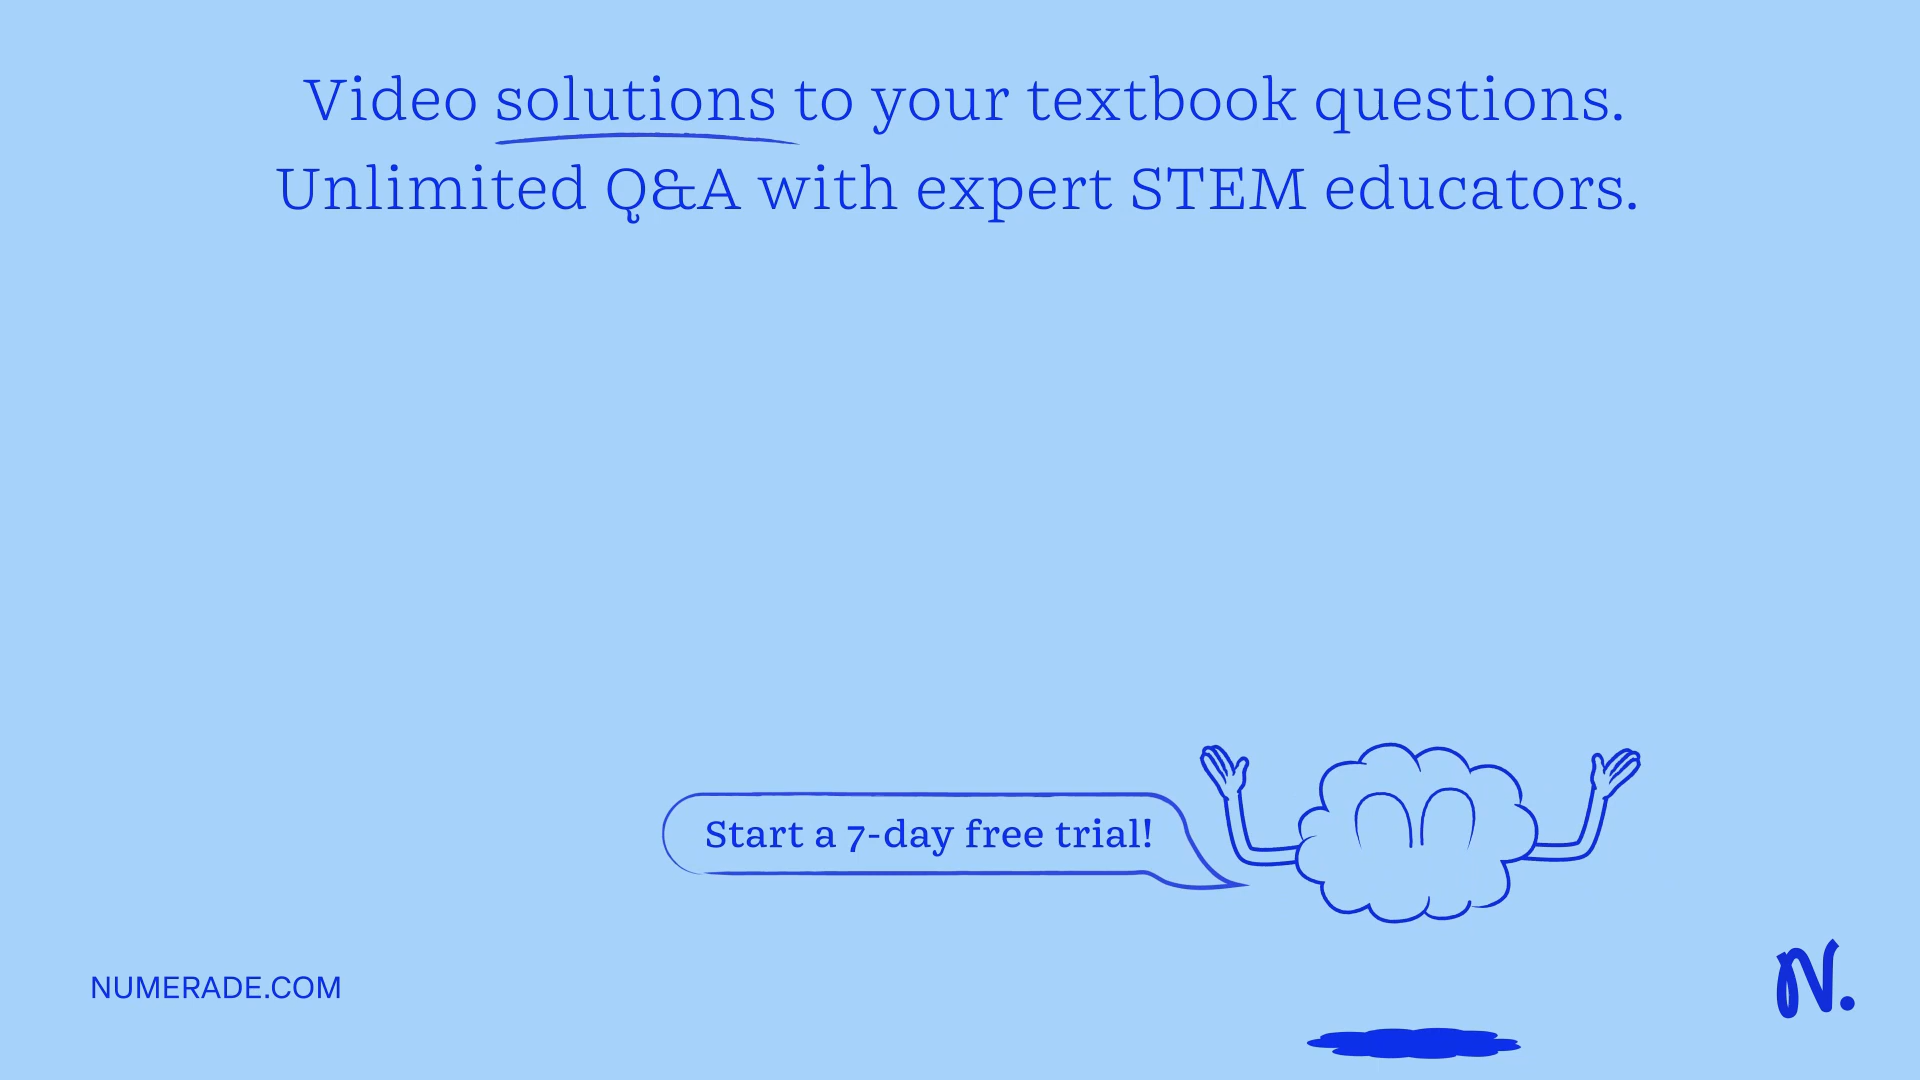 Video solutions to your textbook questions.
Unlimited Q&A with expert STEM educators.
Start a 7-day free trial!
NUMERADE.COM
N.